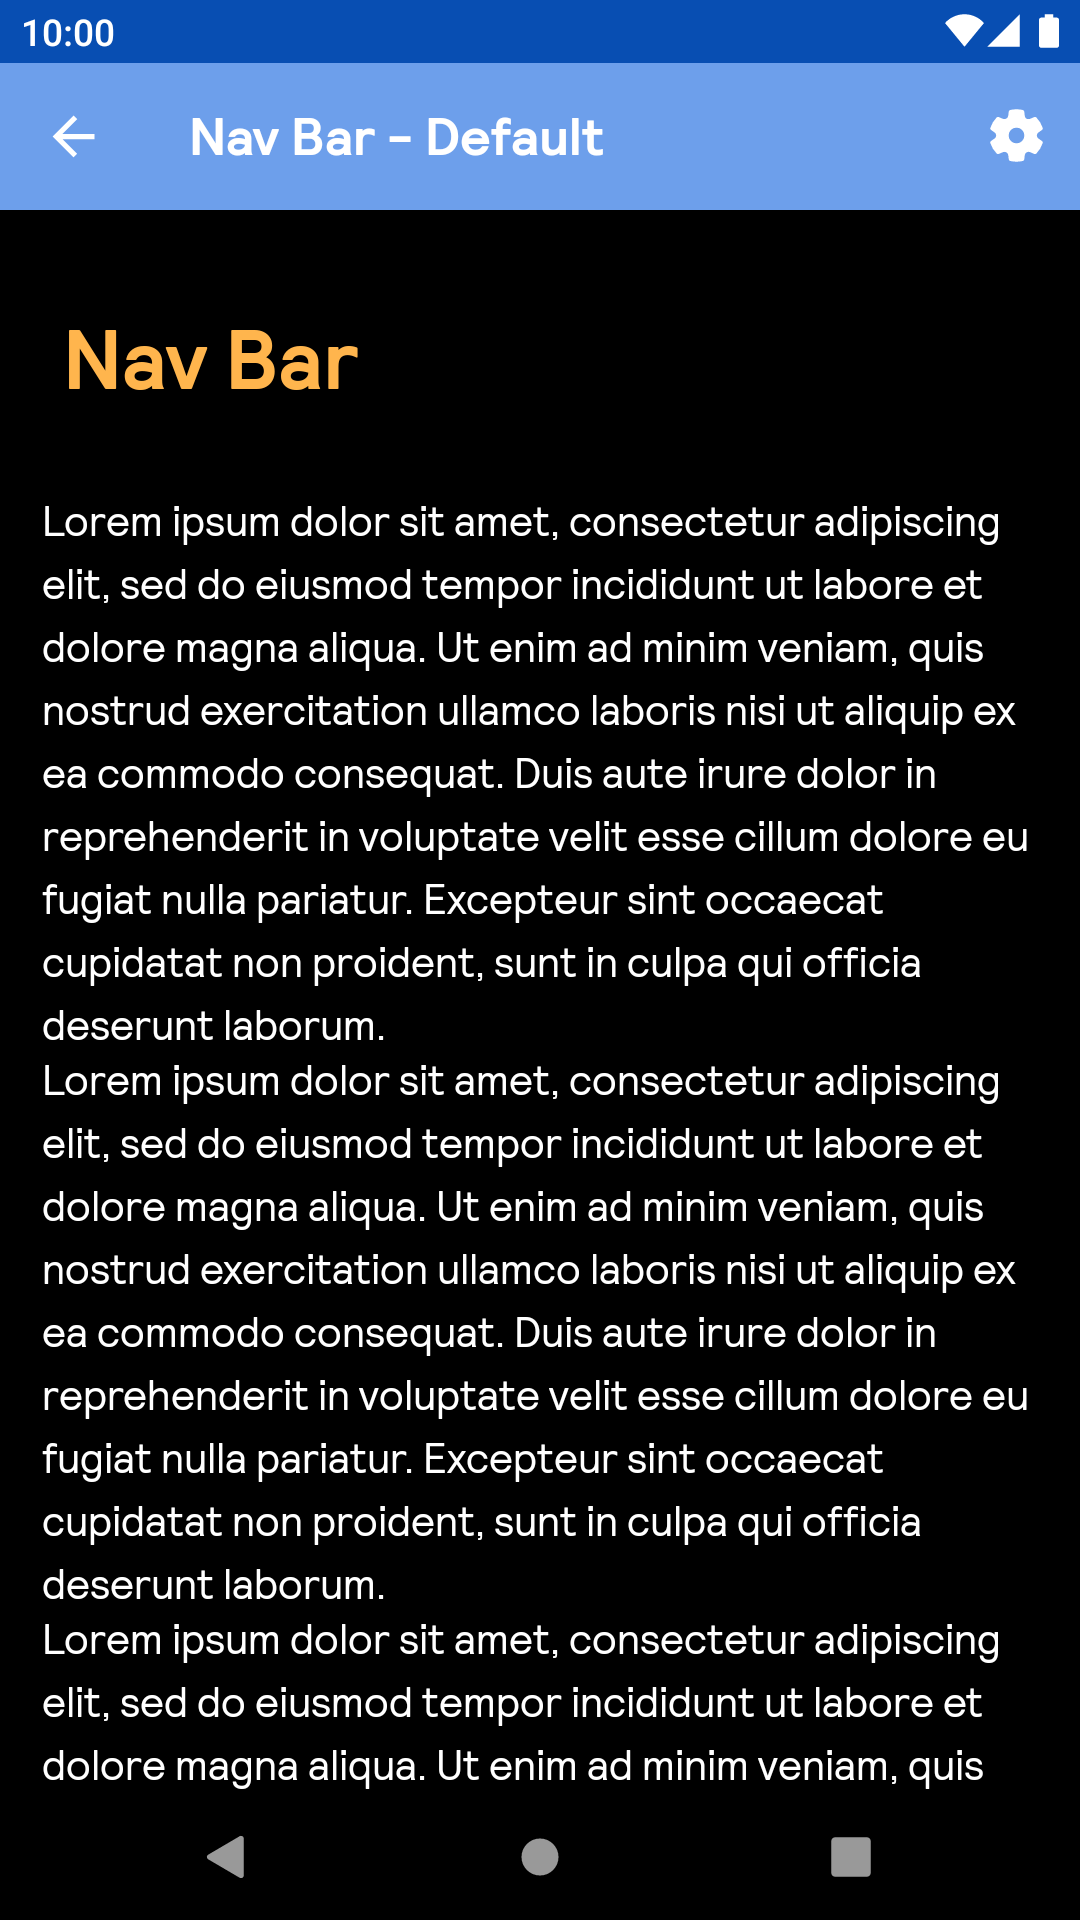 10:00
Nav Bar - Default
Nav Bar
Lorem ipsum dolor sit amet, consectetur adipiscing
elit, sed do eiusmod tempor incididunt ut labore et
dolore magna aliqua. Ut enim ad minim veniam, quis
nostrud exercitation ullamco laboris nisi ut aliquip ex
ea commodo consequat. Duis aute irure dolor in
reprehenderit in voluptate velit esse cillum dolore eu
fugiat nulla pariatur. Excepteur sint occaecat
cupidatat non proident, sunt in culpa qui officia
deserunt laborum.
Lorem ipsum dolor sit amet, consectetur adipiscing
elit, sed do eiusmod tempor incididunt ut labore et
dolore magna aliqua. Ut enim ad minim veniam, quis
nostrud exercitation ullamco laboris nisi ut aliquip ex
ea commodo consequat. Duis aute irure dolor in
reprehenderit in voluptate velit esse cillum dolore eu
fugiat nulla pariatur. Excepteur sint occaecat
cupidatat non proident, sunt in culpa qui officia
deserunt laborum.
Lorem ipsum dolor sit amet, consectetur adipiscing
elit, sed do eiusmod tempor incididunt ut labore et
dolore magna aliqua. Ut enim ad minim veniam, quis